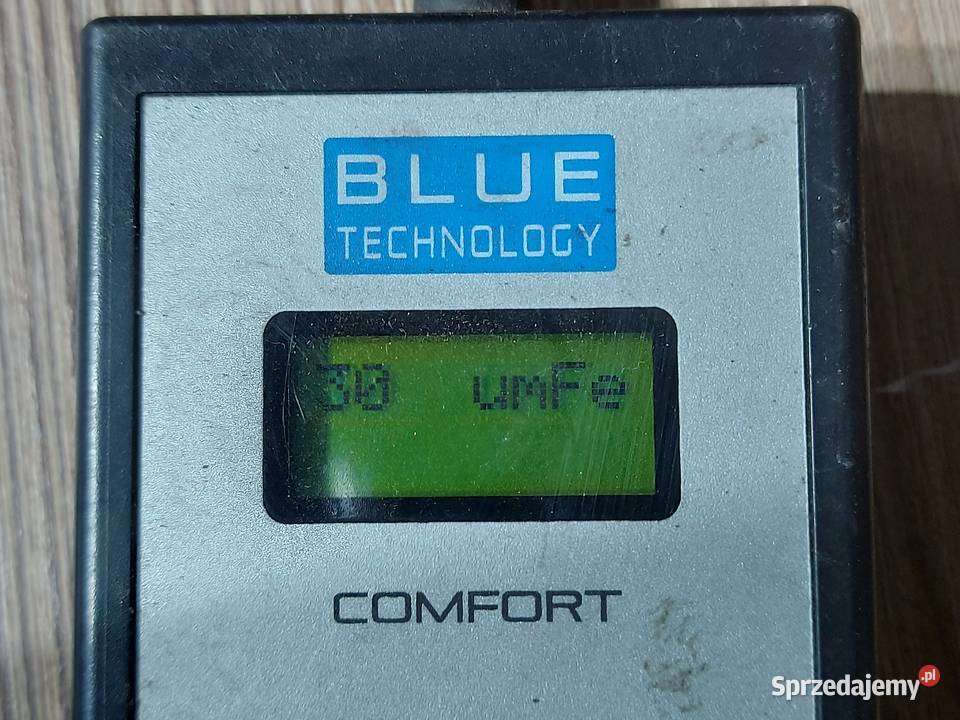 BLUE
TECHNOLOGY
30 umFe
COMFORT
Sprzedajemy.pl